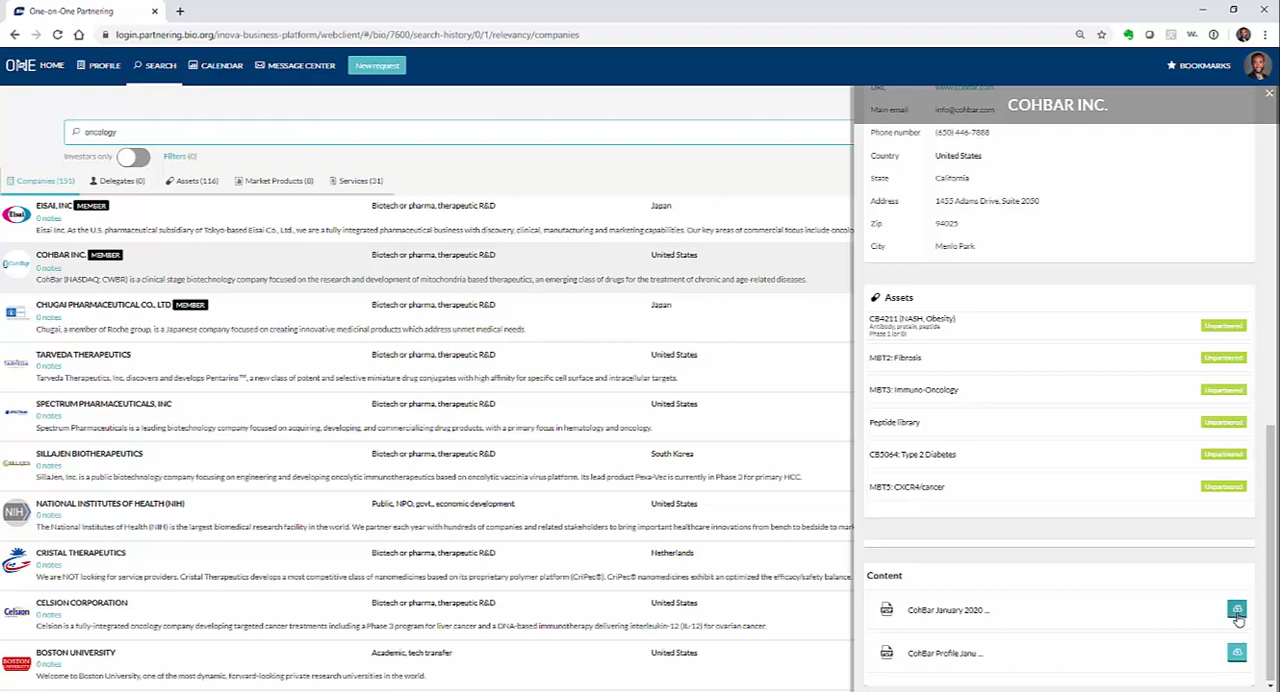 One-on-One Partnering
login.partnering.bio.org/inova-business-platform/webclient/#/bio/7600/search-history/0/1/relevancy/companies
HOME PROFILE SEARCH CALENDAR MESSAGE CENTER New request BOOKMARKS
oncology
Investors only Filters (0)
Companies (151) Delegates (0) Assets (116) Market Products (8) Services (31)
EISAI, INC MEMBER Biotech or pharma, therapeutic R&D Japan
0 notes
Eisai Inc. As the U.S. pharmaceutical subsidiary of Tokyo-based Eisai Co., Ltd., we are a fully integrated pharmaceutical business with discovery, clinical, manufacturing and marketing capabilities. Our key areas of commercial focus include oncolo
COHBAR INC. MEMBER Biotech or pharma, therapeutic R&D United States
0 notes
CohBar (NASDAQ: CWBR) is a clinical stage biotechnology company focused on the research and development of mitochondria based therapeutics, an emerging class of drugs for the treatment of chronic and age-related diseases.
CHUGAI PHARMACEUTICAL CO., LTD MEMBER Biotech or pharma, therapeutic R&D Japan
0 notes
Chugai, a member of Roche group, is a Japanese company focused on creating innovative medicinal products which address unmet medical needs.
TARVEDA THERAPEUTICS Biotech or pharma, therapeutic R&D United States
0 notes
Tarveda Therapeutics, Inc. discovers and develops Pentarins™, a new class of potent and selective miniature drug conjugates with high affinity for specific cell surface and intracellular targets.
SPECTRUM PHARMACEUTICALS, INC Biotech or pharma, therapeutic R&D United States
0 notes
Spectrum Pharmaceuticals is a leading biotechnology company focused on acquiring, developing, and commercializing drug products, with a primary focus in hematology and oncology.
SILLAJEN BIOTHERAPEUTICS Biotech or pharma, therapeutic R&D South Korea
0 notes
SillaJen, Inc. is a public biotechnology company focusing on engineering and developing oncolytic immunotherapeutics based on oncolytic vaccinia virus platform. Its lead product Pexa-Vec is currently in Phase 3 for primary HCC.
NIH NATIONAL INSTITUTES OF HEALTH (NIH) Public, NPO, govt., economic development United States
0 notes
The National Institutes of Health (NIH) is the largest biomedical research facility in the world. We partner each year with hundreds of companies and related stakeholders to bring important healthcare innovations from bench to bedside to mark
CRISTAL THERAPEUTICS Biotech or pharma, therapeutic R&D Netherlands
0 notes
We are NOT looking for service providers. Cristal Therapeutics develops a most competitive class of nanomedicines based on its proprietary polymer platform (CriPec®). CriPec® nanomedicines exhibit an optimized the efficacy/safety balance.
Celsion CELSION CORPORATION Biotech or pharma, therapeutic R&D United States
0 notes
Celsion is a fully-integrated oncology company developing targeted cancer treatments including a Phase 3 program for liver cancer and a DNA-based immunotherapy delivering interleukin-12 (IL-12) for ovarian cancer.
BOSTON UNIVERSITY BOSTON UNIVERSITY Academic, tech transfer United States
0 notes
Welcome to Boston University, one of the most dynamic, forward-looking private research universities in the world.
COHBAR INC.
URL www.cohbar.com
Main email info@cohbar.com
Phone number (650) 446-7888
Country United States
State California
Address 1455 Adams Drive, Suite 2050
Zip 94025
City Menlo Park
Assets
CB4211 (NASH, Obesity) Unpartnered
Antibody, protein, peptide
Phase 1 (or 0)
MBT2: Fibrosis Unpartnered
MBT3: Immuno-Oncology Unpartnered
Peptide library Unpartnered
CB5064: Type 2 Diabetes Unpartnered
MBT5: CXCR4/cancer Unpartnered
Content
CohBar January 2020 ...
CohBar Profile Janu ...